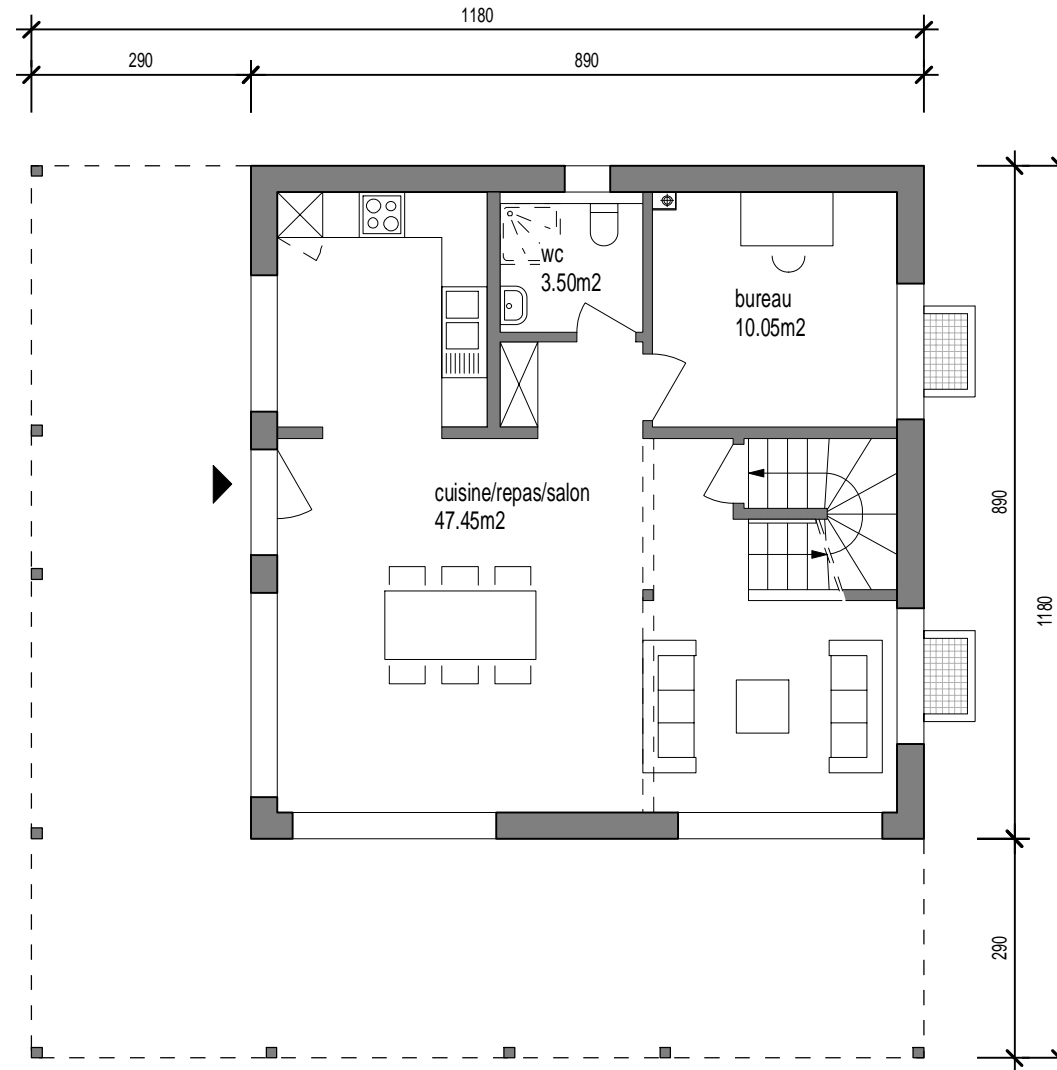 1180
290
890
wc
3.50m2
bureau
10.05m2
cuisine/repas/salon
47.45m2
890
1180
290